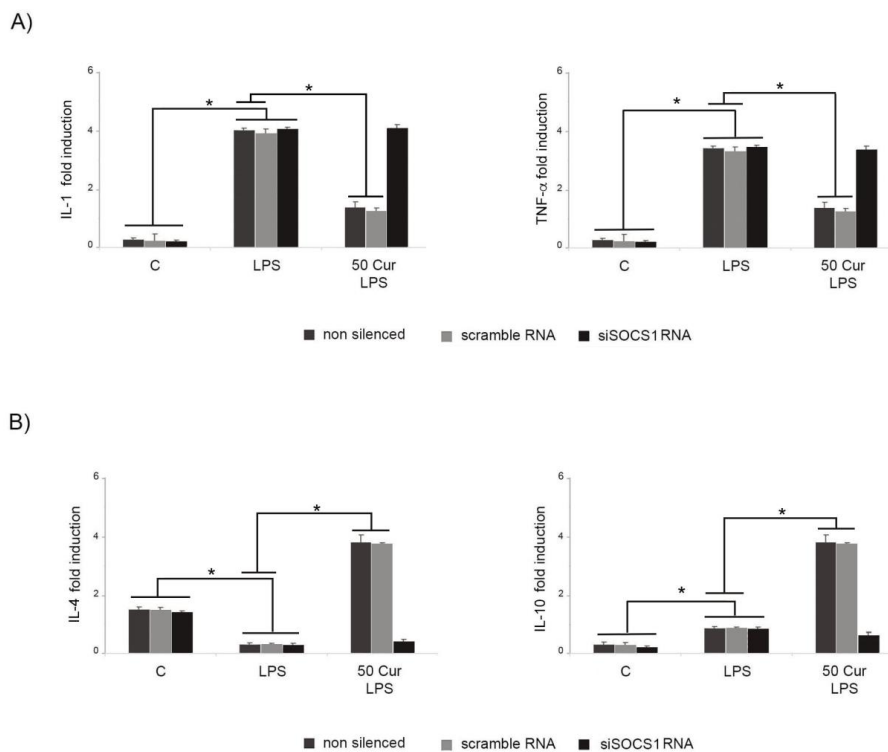 A)
IL-1 fold induction
6
4
2
0
*
*
C
LPS
50 Cur
LPS
TNF-α fold induction
6
4
2
0
*
*
C
LPS
50 Cur
LPS
non silenced
scramble RNA
siSOCS1RNA
B)
IL-4 fold induction
6
4
2
0
*
*
C
LPS
50 Cur
LPS
IL-10 fold induction
6
4
2
0
*
*
C
LPS
50 Cur
LPS
non silenced
scramble RNA
siSOCS1RNA